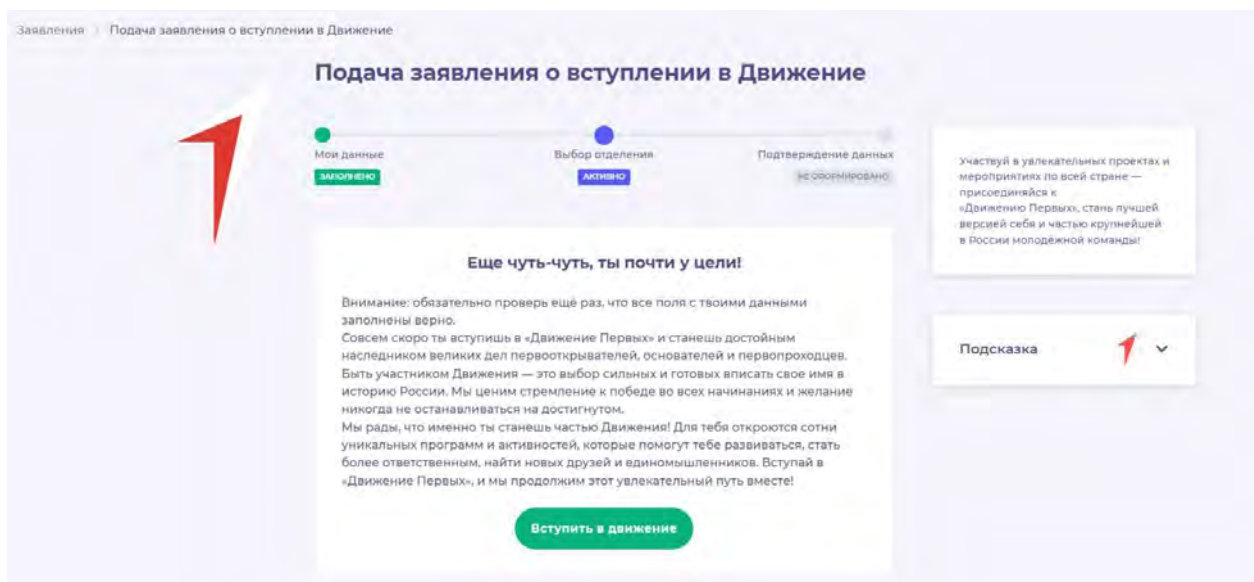 Заявления
Подача заявления о вступлении в Движение
Подача заявления о вступлении в Движение
Мои данные
Выбор отделения
Подтверждение данных
ЗАПОЛНЕНО
АКТИВНО
НЕ СФОРМИРОВАНО
Еще чуть-чуть, ты почти у цели!
Внимание: обязательно проверь ещё раз, что все поля с твоими данными
заполнены верно.
Совсем скоро ты вступишь в «Движение Первых» и станешь достойным
наследником великих дел первооткрывателей, основателей и первопроходцев.
Быть участником Движения — это выбор сильных и готовых вписать свое имя в
историю России. Мы ценим стремление к победе во всех начинаниях и желание
никогда не останавливаться на достигнутом.
Мы рады, что именно ты станешь частью Движения! Для тебя откроются сотни
уникальных программ и активностей, которые помогут тебе развиваться, стать
более ответственным, найти новых друзей и единомышленников. Вступай в
«Движение Первых», и мы продолжим этот увлекательный путь вместе!
Вступить в движение
Участвуй в увлекательных проектах и
мероприятиях по всей стране —
присоединяйся к
«Движению Первых», стань лучшей
версией себя и частью крупнейшей
в России молодёжной команды!
Подсказка